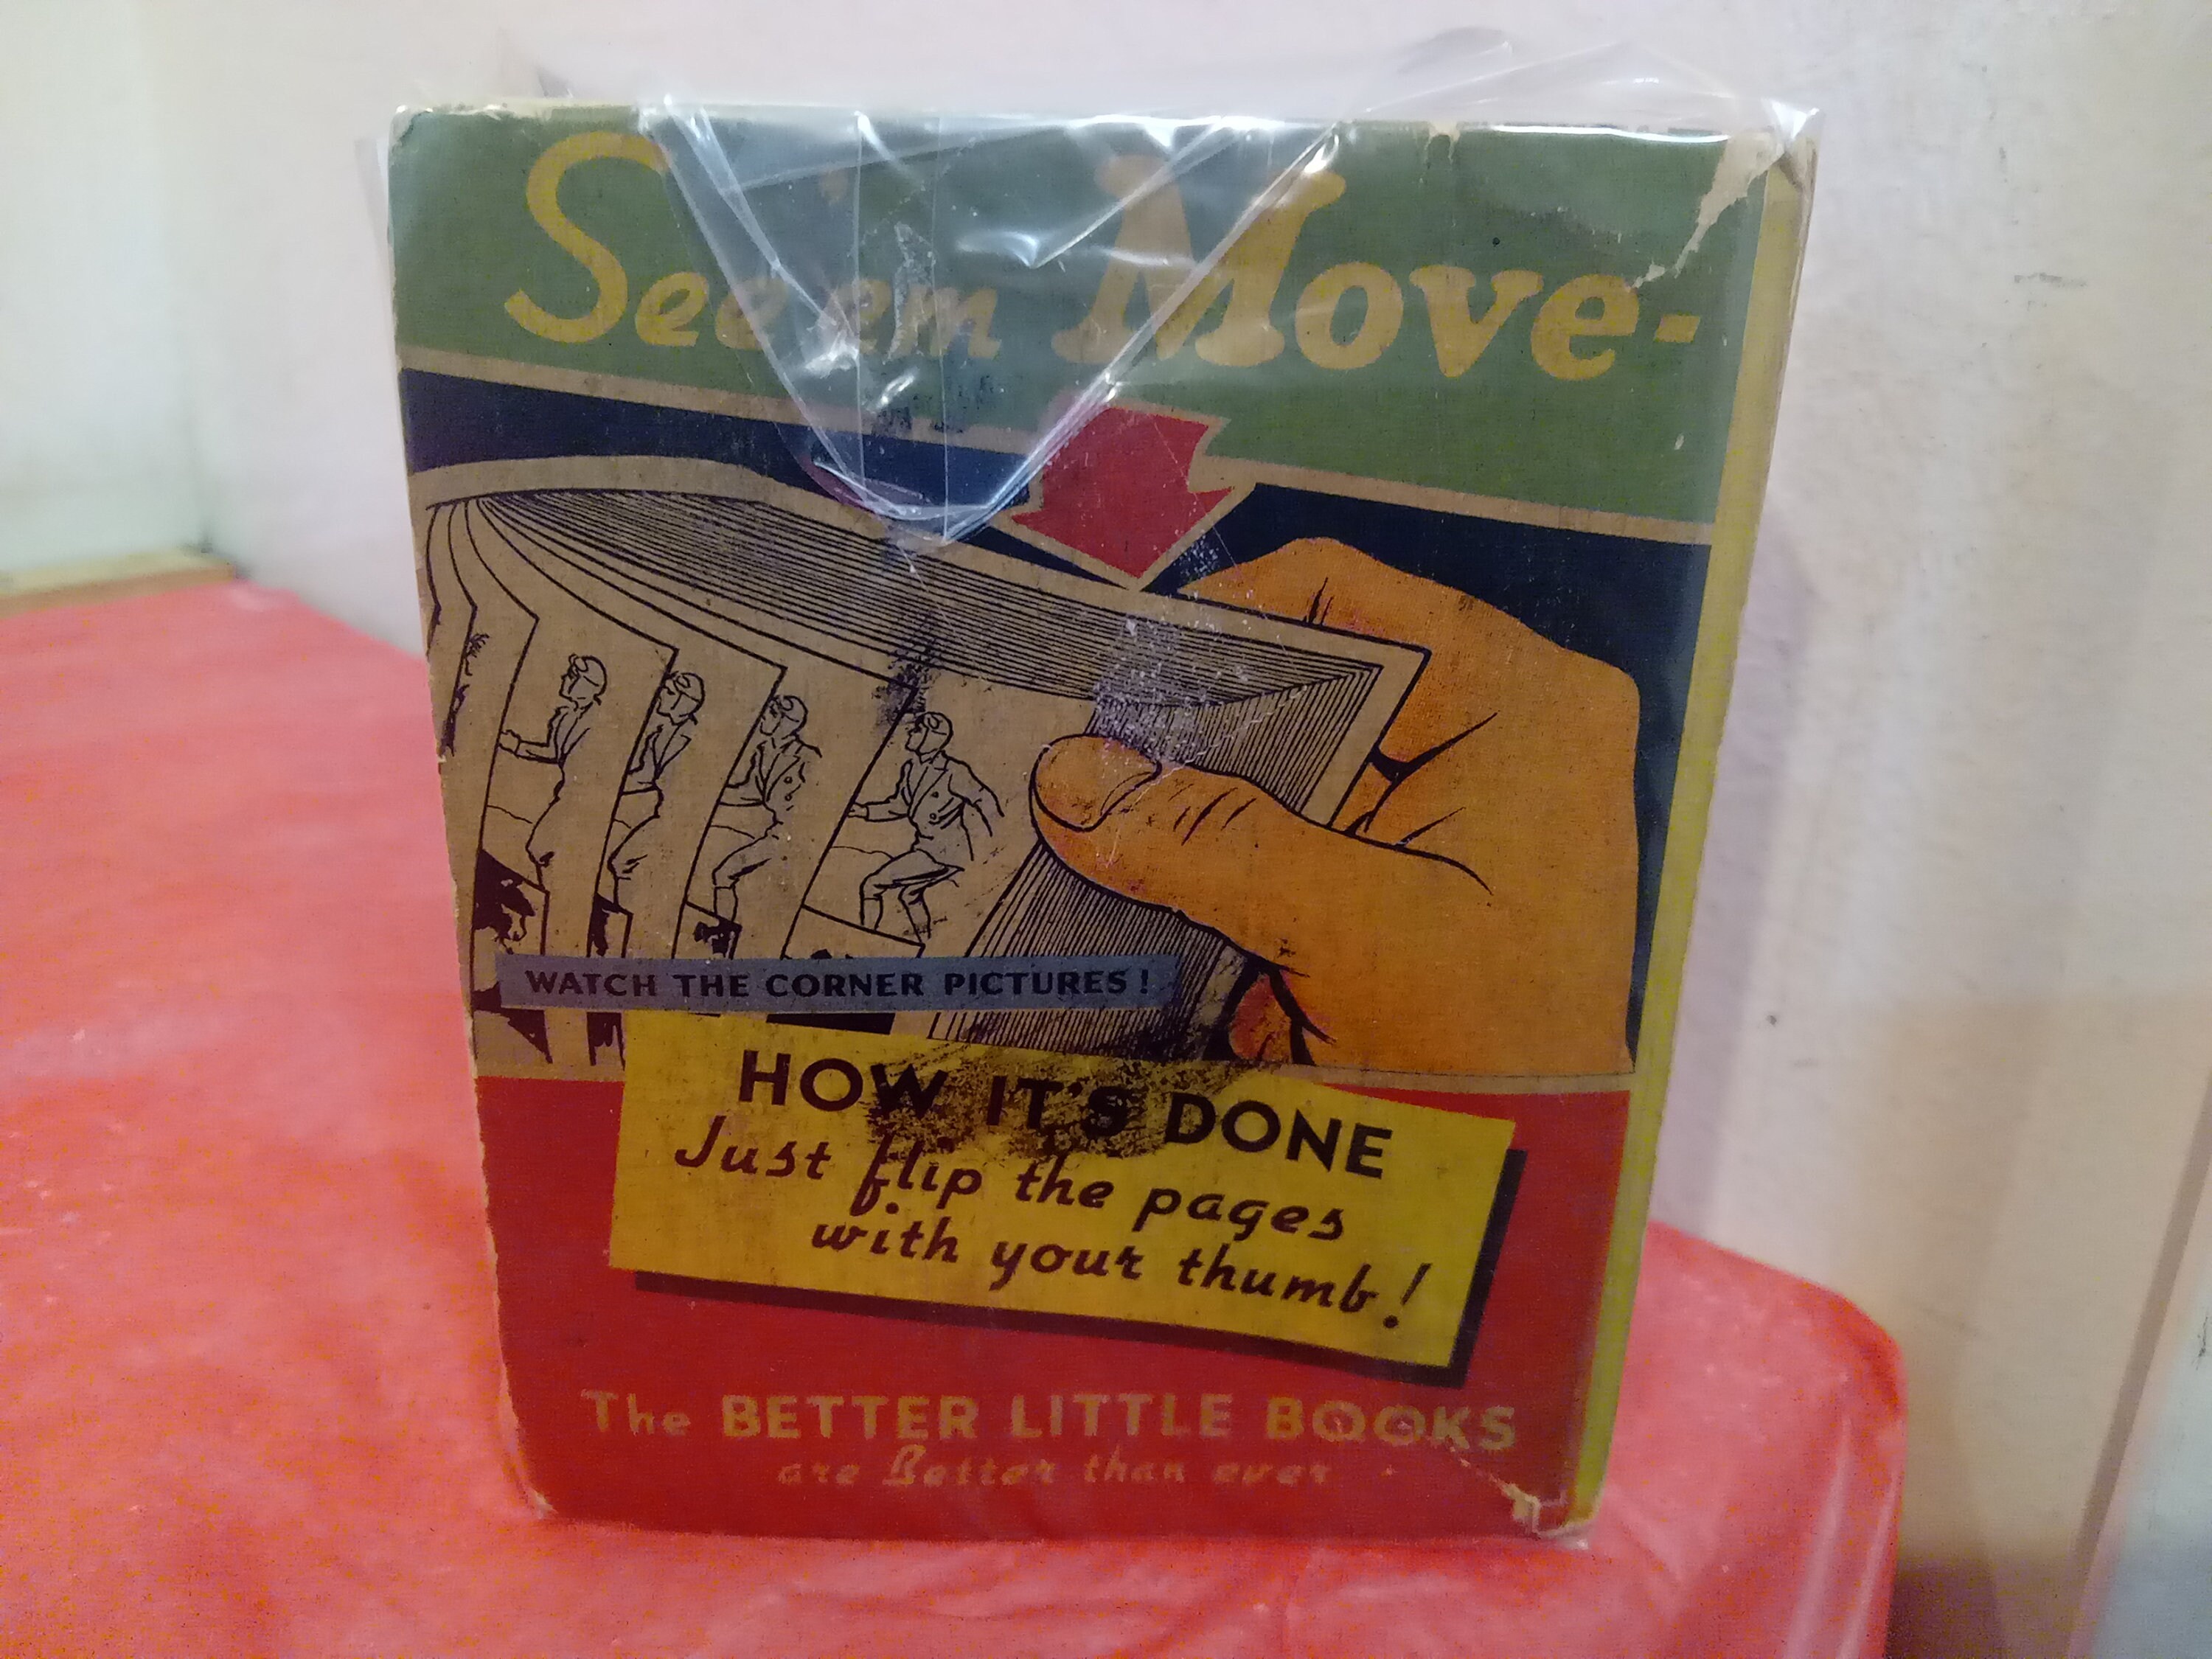 See 'em Move-
WATCH THE CORNER PICTURES!
HOW IT'S DONE
Just flip the pages
with your thumb!
The BETTER LITTLE BOOKS
are Better than ever